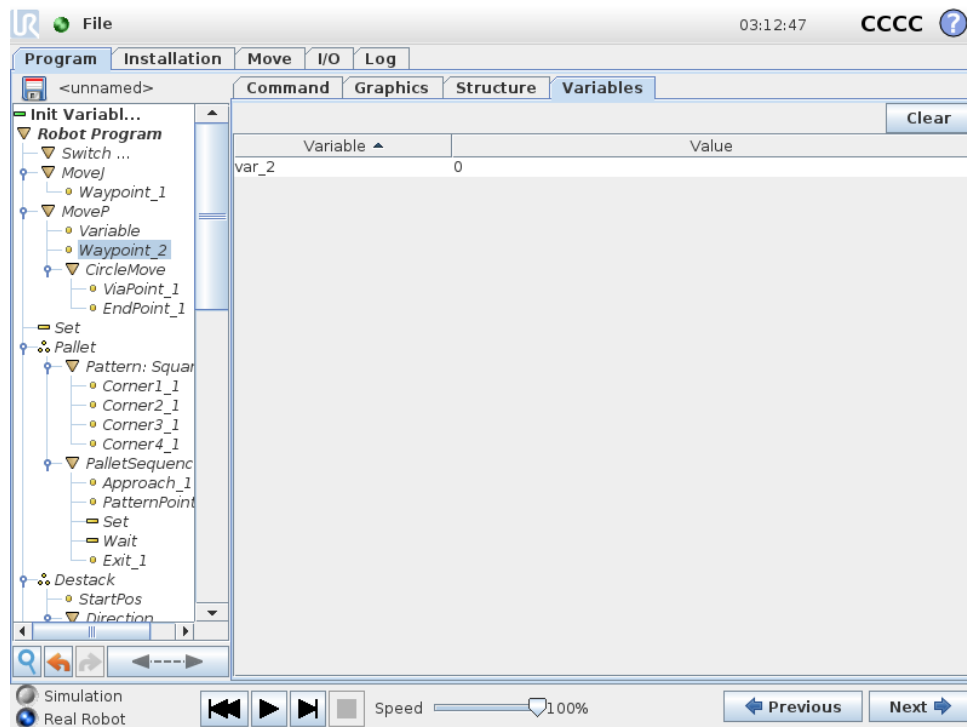 UR File 03:12:47 CCCC ?
Program Installation Move I/O Log
<unnamed> Command Graphics Structure Variables
Clear
Variable Value
var_2 0
Init Variabl...
Robot Program
Switch ...
MoveJ
Waypoint_1
MoveP
Variable
Waypoint_2
CircleMove
ViaPoint_1
EndPoint_1
Set
Pallet
Pattern: Squar
Corner1_1
Corner2_1
Corner3_1
Corner4_1
PalletSequenc
Approach_1
PatternPoint
Set
Wait
Exit_1
Destack
StartPos
Direction
Simulation
Real Robot
Speed 100% Previous Next